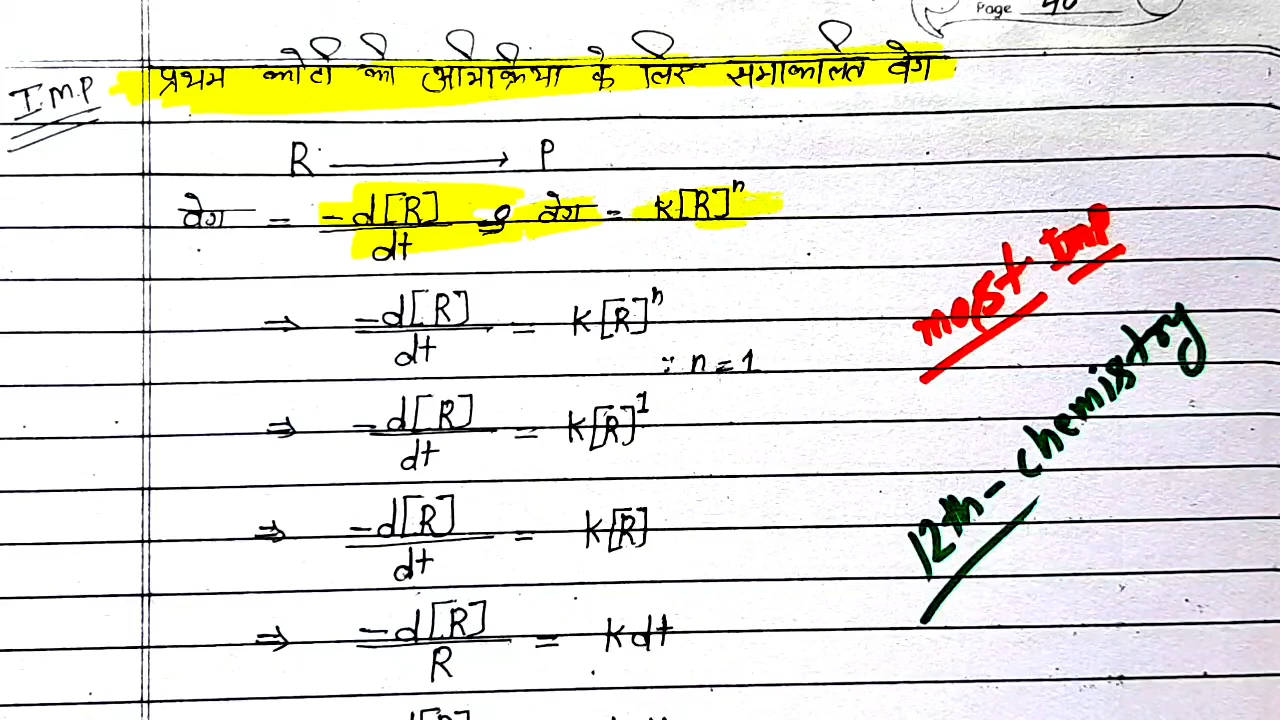 Page 40
I.M.P
प्रथम कोटी की अभिक्रिया के लिए समाकलित वेग
R ⟶ P
वेग = -d[R]/dt , वेग = k[R]^n
⇒ -d[R]/dt = K[R]^n
∵ n = 1
⇒ -d[R]/dt = K[R]^1
⇒ -d[R]/dt = K[R]
⇒ -d[R]/R = Kdt
most Imp
12th- chemistry